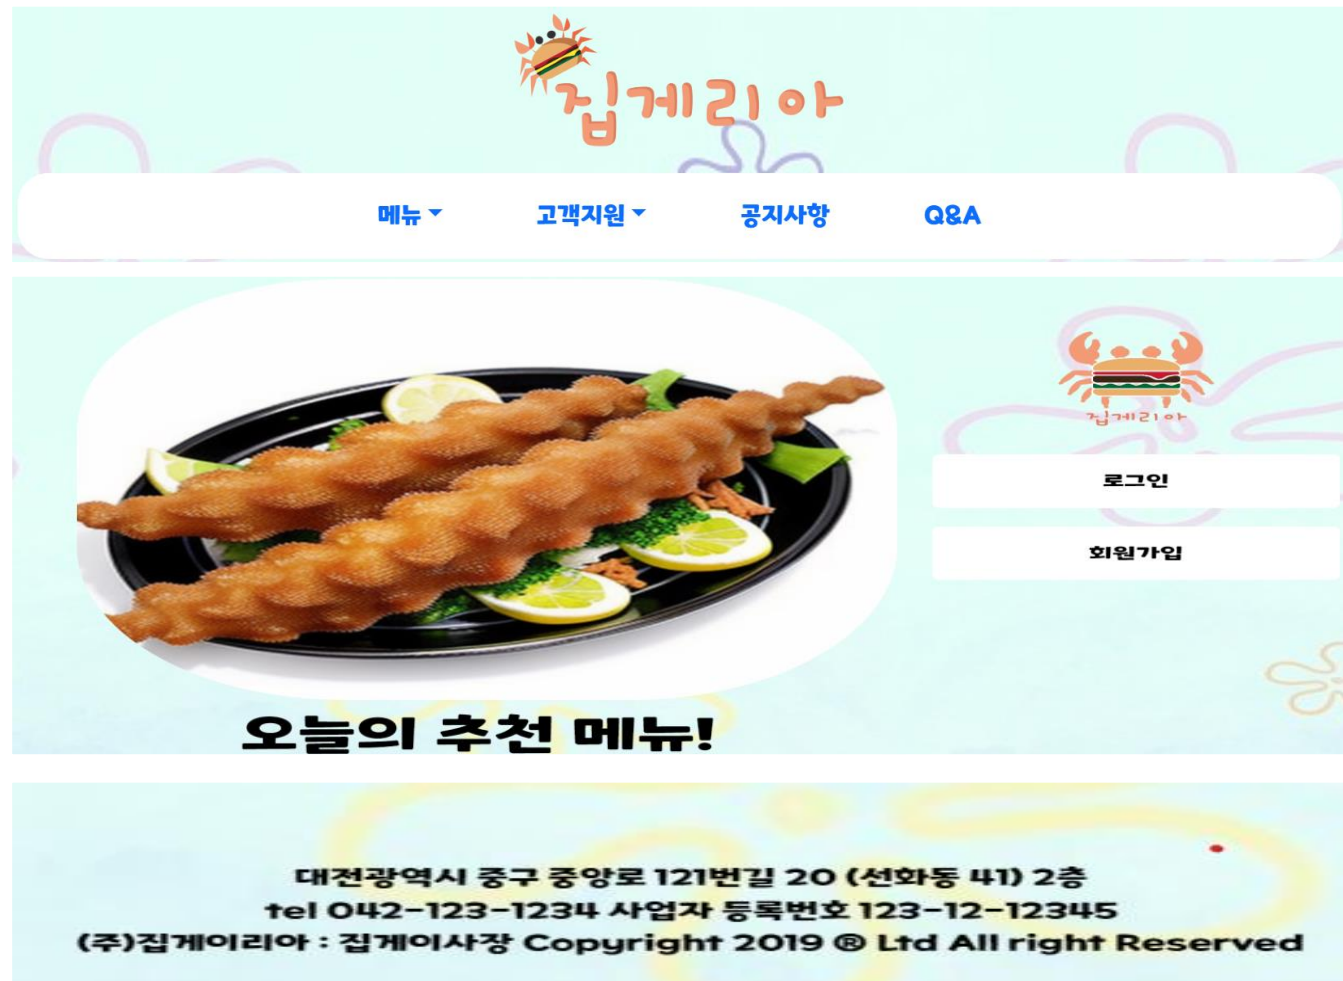 집게리아
메뉴 고객지원 공지사항 Q&A
집게리아
로그인
회원가입
오늘의 추천 메뉴!
대전광역시 중구 중앙로 121번길 20 (선화동 41) 2층
tel 042-123-1234 사업자 등록번호 123-12-12345
(주)집게이리아 : 집게이사장 Copyright 2019 ® Ltd All right Reserved